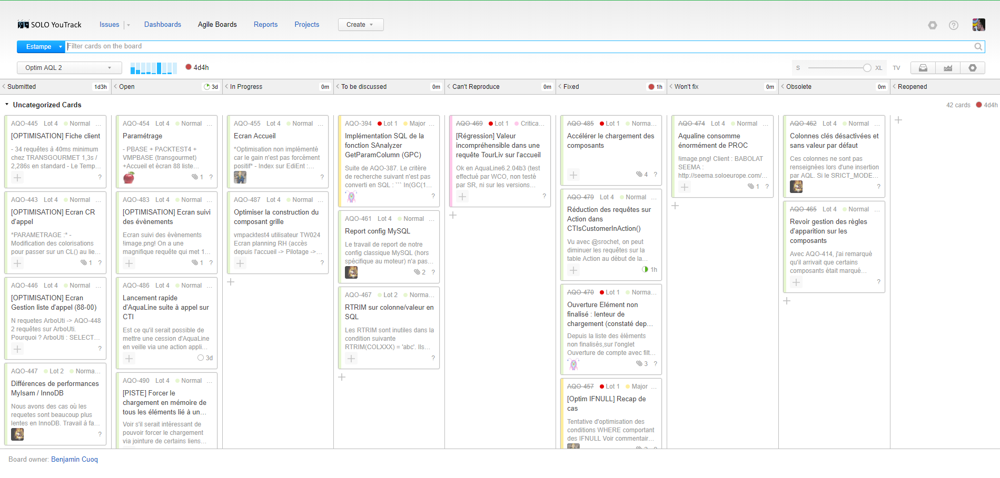 SOLO YouTrack Issues Dashboards Agile Boards Reports Projects Create
Estampe Filter cards on the board
Optim AQL 2 4d4h S XL TV
Submitted 1d3h Open 3d In Progress 0m To be discussed 0m Can't Reproduce 0m Fixed 1h Won't fix 0m Obsolete 0m Reopened
Uncategorized Cards 42 cards 4d4h
AQO-445 Lot 4 Normal ...
[OPTIMISATION] Fiche client
- 34 requêtes à 40ms minimum
chez TRANSGOURMET 1,3s /
2,286s en standard - Le Temp...
?
AQO-443 Lot 4 Normal ...
[OPTIMISATION] Ecran CR
d'appel
*PARAMETRAGE :* -
Modification des colorisations
pour passer sur un CL() au lie...
1 ?
AQO-446 Lot 4 Normal ...
[OPTIMISATION] Ecran
Gestion liste d'appel (88-00)
N requetes ArboUti -> AQO-448
2 requêtes sur ArboUti.
Pourquoi ? ArboUti : SELECT...
?
AQO-447 Lot 2 Norma...
Différences de performances
MyIsam / InnoDB
Nous avons des cas où les
requetes sont beaucoup plus
lentes en InnoDB. Travail à fa...
?
AQO-454 Lot 4 Normal ...
Paramétrage
- PBASE + PACKTEST4 +
VMPBASE (transgourmet)
+Accueil et écran 88 liste...
1 ?
AQO-483 Lot 4 Normal ...
[OPTIMISATION] Ecran suivi
des évènements
Ecran suivi des évènements
!image.png! On a une
magnifique requête qui met 1...
1 ?
AQO-486 Lot 4 Normal ...
Lancement rapide
d'AquaLine suite à appel sur
CTI
Est ce qu'il serait possible de
mettre une cession d'AquaLine
en veille via une action appli...
3d
AQO-490 Lot 4 Normal ...
[PISTE] Forcer le
chargement en mémoire de
tous les éléments lié à un...
Voir s'il serait intéressant de
pouvoir forcer le chargement
via jointure de certains liens...
AQO-455 Lot 4 Normal ...
Ecran Accueil
*Optimisation non implémenté
car le gain n'est pas forcément
positif* - Index sur EdiEnt :...
?
AQO-487 Lot 4 Normal ...
Optimiser la construction du
composant grille
vmpacktest4 utilisateur TW024
Ecran planning RH (accès
depuis l'accueil -> Pilotage ->...
?
AQO-394 Lot 1 Major ...
Implémentation SQL de la
fonction SAnalyzer
GetParamColumn (GPC)
Suite de AQO-387. Le critère
de recherche suivant n'est pas
converti en SQL : ``` In(GC(1...
?
AQO-461 Lot 4 Normal ...
Report config MySQL
Le travail de report de notre
config classique MySQL (hors
spécifique au moteur) n'a pas...
2 ?
AQO-467 Lot 2 Norma...
RTRIM sur colonne/valeur en
SQL
Les RTRIM sont inutiles dans la
condition suivante
RTRIM(COLXXX) = 'abc'. Ils...
?
AQO-469 Lot 1 Critica...
[Régression] Valeur
incompréhensible dans une
requête TourLiv sur l'accueil
Ok en AquaLine6.2.04b3 (test
effectué par WCO, non testé
par SR, ni sur les versions...
?
AQO-485 Lot 1 Norma...
Accélérer le chargement des
composants
4 ?
AQO-479 Lot 4 Normal ...
Réduction des requêtes sur
Action dans
CTIsCustomerInAction()
Vu avec @srochet, on peut
diminuer les requêtes sur la
table Action au début de la...
1h
AQO-470 Lot 1 Norma...
Ouverture Elément non
finalisé : lenteur de
chargement (constaté dep...
Depuis la liste des éléments
non finalisés,sur l'onglet
Ouverture de compte avec filt...
3 ?
AQO-457 Lot 1 Major ...
[Optim IFNULL] Recap de
cas
Tentative d'optimisation des
conditions WHERE comportant
des IFNULL Voir commentair...
AQO-474 Lot 4 Normal ...
Aqualine consomme
énormément de PROC
!image.png! Client : BABOLAT
SEEMA :
http://seema.soloeurope.com/...
1 ?
AQO-462 Lot 4 Normal ...
Colonnes clés désactivées et
sans valeur par défaut
Ces colonnes ne sont pas
renseignées lors d'une insertion
par AQL. Si le SRICT_MODE...
?
AQO-465 Lot 4 Normal ...
Revoir gestion des règles
d'apparition sur les
composants
Avec AQO-414, j'ai remarqué
qu'il arrivait que certains
composants était marqué...
?
Board owner: Benjamin Cuoq